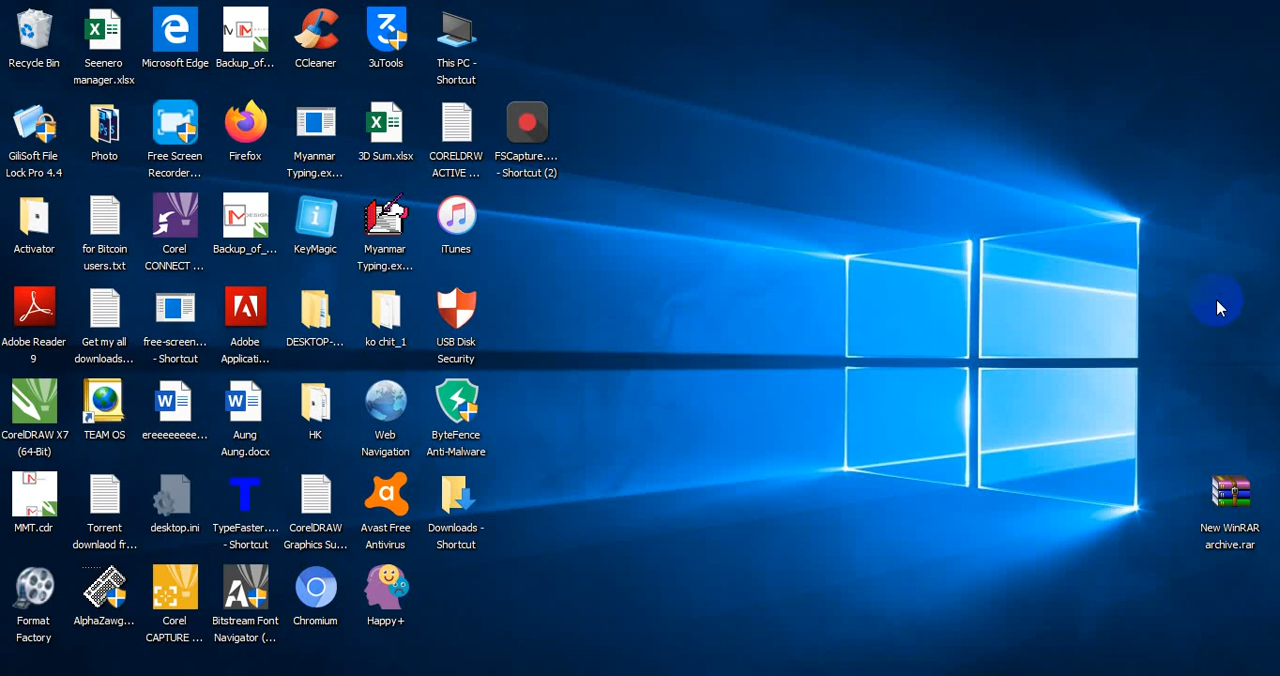 Recycle Bin
Seenero
manager.xlsx
Microsoft Edge
Backup_of...
CCleaner
3uTools
This PC -
Shortcut
GiliSoft File
Lock Pro 4.4
Photo
Free Screen
Recorder...
Firefox
Myanmar
Typing.ex...
3D Sum.xlsx
CORELDRW
ACTIVE ...
FSCapture....
- Shortcut (2)
Activator
for Bitcoin
users.txt
Corel
CONNECT ...
Backup_of_...
KeyMagic
Myanmar
Typing.ex...
iTunes
Adobe Reader
9
Get my all
downloads...
free-screen...
- Shortcut
Adobe
Applicati...
DESKTOP-...
ko chit_1
USB Disk
Security
CorelDRAW X7
(64-Bit)
TEAM OS
ereeeeeeee...
Aung
Aung.docx
HK
Web
Navigation
ByteFence
Anti-Malware
MMT.cdr
Torrent
downlaod fr...
desktop.ini
TypeFaster....
- Shortcut
CorelDRAW
Graphics Su...
Avast Free
Antivirus
Downloads -
Shortcut
New WinRAR
archive.rar
Format
Factory
AlphaZawg...
Corel
CAPTURE ...
Bitstream Font
Navigator (...
Chromium
Happy+